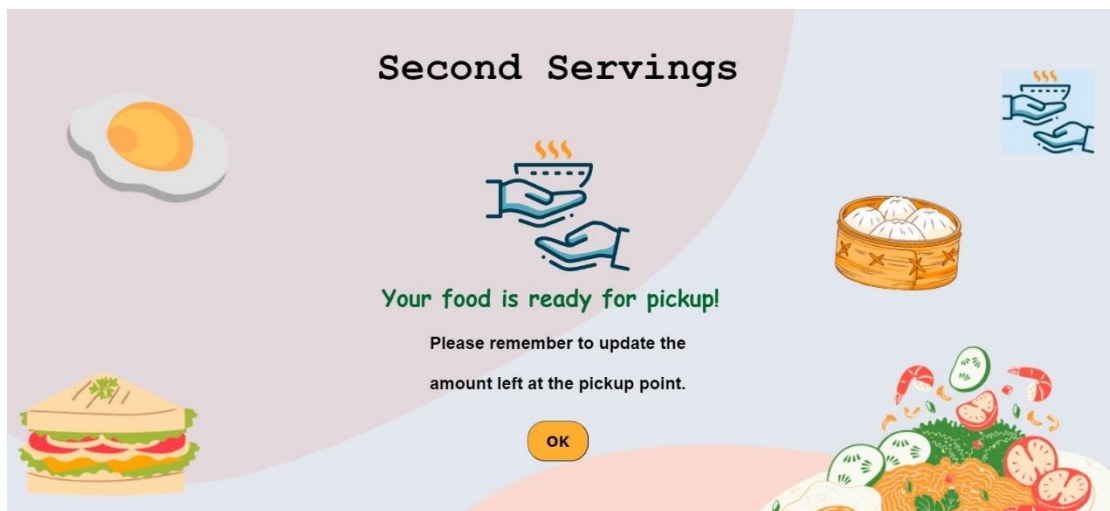 Second Servings
Your food is ready for pickup!
Please remember to update the
amount left at the pickup point.
OK